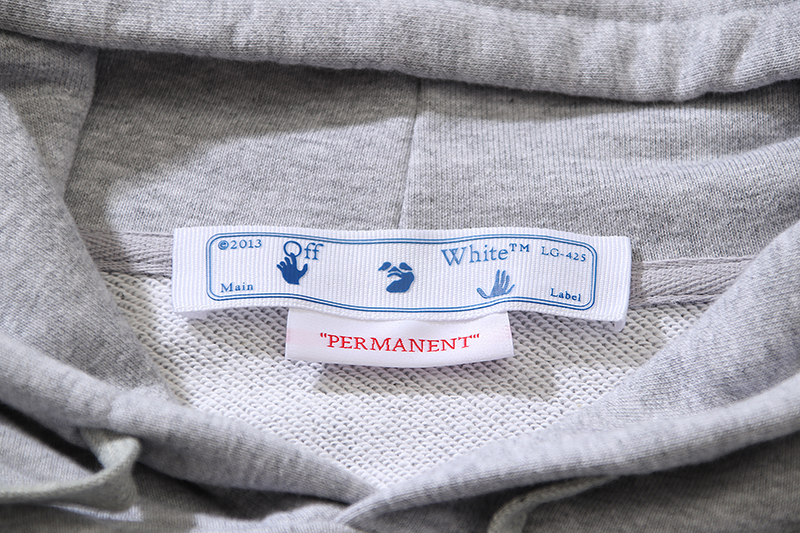 ©2013 Off White™ LG-425
Main Label
"PERMANENT"